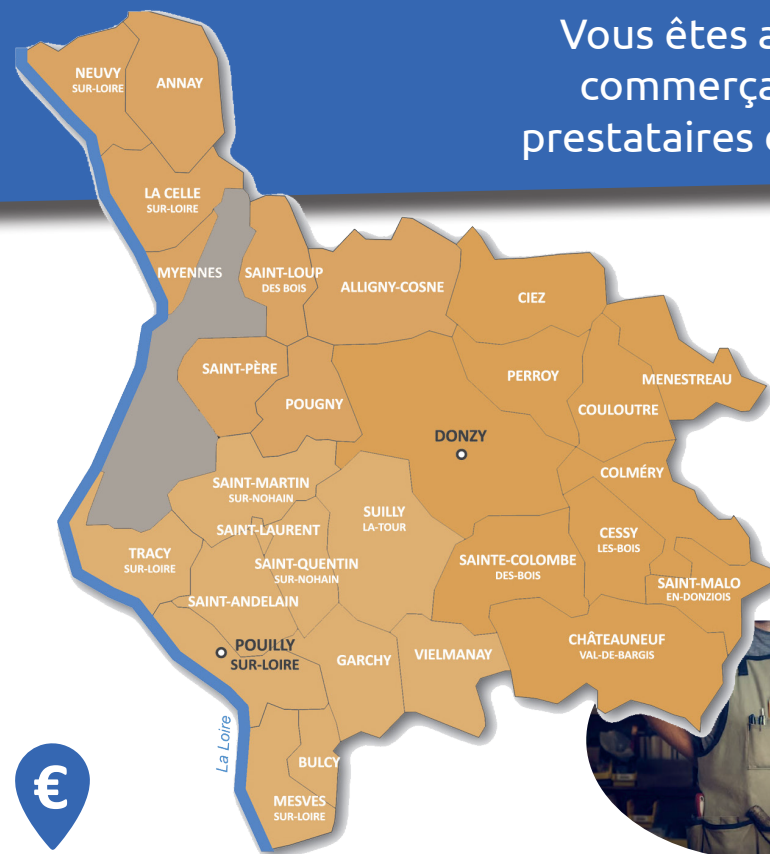 Vous êtes a
commerça
prestataires
NEUVY
SUR-LOIRE
ANNAY
LA CELLE
SUR-LOIRE
MYENNES
SAINT-LOUP
DES BOIS
ALLIGNY-COSNE
CIEZ
SAINT-PÈRE
POUGNY
PERROY
MENESTREAU
COULOUTRE
DONZY
COLMÉRY
SAINT-MARTIN
SUR-NOHAIN
SUILLY
LA-TOUR
SAINT-LAURENT
CESSY
LES-BOIS
TRACY
SUR-LOIRE
SAINT-QUENTIN
SUR-NOHAIN
SAINTE-COLOMBE
DES-BOIS
SAINT-MALO
EN-DONZIOIS
SAINT-ANDELAIN
POUILLY
SUR-LOIRE
GARCHY
VIELMANAY
CHÂTEAUNEUF
VAL-DE-BARGIS
La Loire
BULCY
MESVES
SUR-LOIRE
€